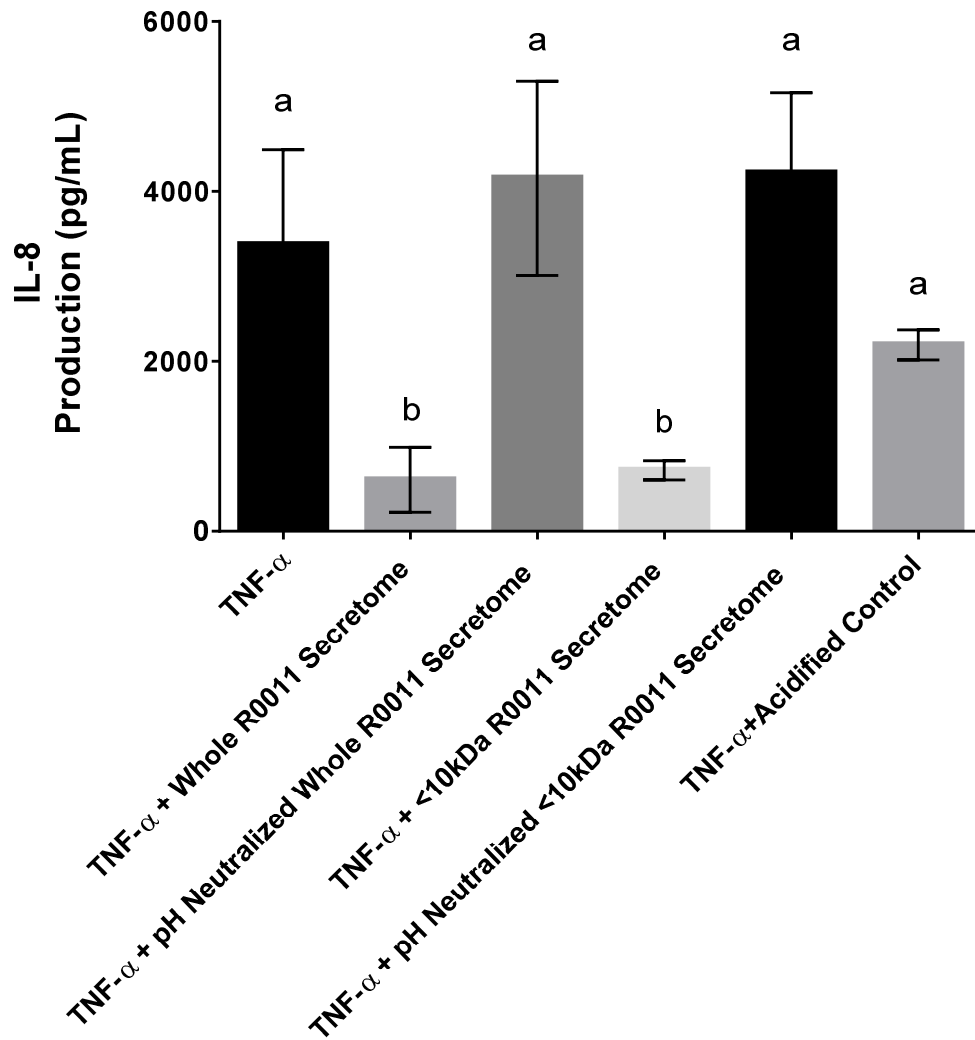 IL-8
Production (pg/mL)
6000
4000
2000
0
a
b
a
b
a
a
TNF-α
TNF-α + Whole R0011 Secretome
TNF-α + pH Neutralized Whole R0011 Secretome
TNF-α + <10kDa R0011 Secretome
TNF-α + pH Neutralized <10kDa R0011 Secretome
TNF-α+Acidified Control